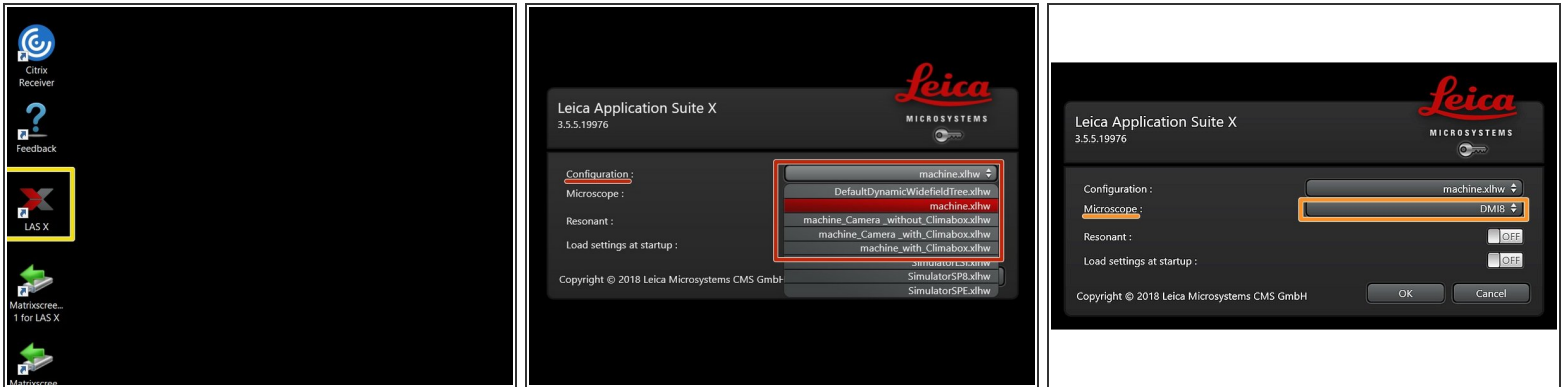 Citrix
Receiver
Feedback
LAS X
Matrixscree...
1 for LAS X
Matrixscree
Leica
MICROSYSTEMS
Leica Application Suite X
3.5.5.19976
Configuration :
machine.xlhw
Microscope :
DefaultDynamicWidefieldTree.xlhw
machine.xlhw
Resonant :
machine_Camera _without_Climabox.xlhw
machine_Camera _with_Climabox.xlhw
Load settings at startup :
machine_with_Climabox.xlhw
SimulatorSP8.xlhw
Copyright © 2018 Leica Microsystems CMS GmbH
SimulatorSPE.xlhw
Leica
MICROSYSTEMS
Leica Application Suite X
3.5.5.19976
Configuration :
machine.xlhw
Microscope :
DMI8
Resonant :
OFF
Load settings at startup :
OFF
Copyright © 2018 Leica Microsystems CMS GmbH
OK
Cancel